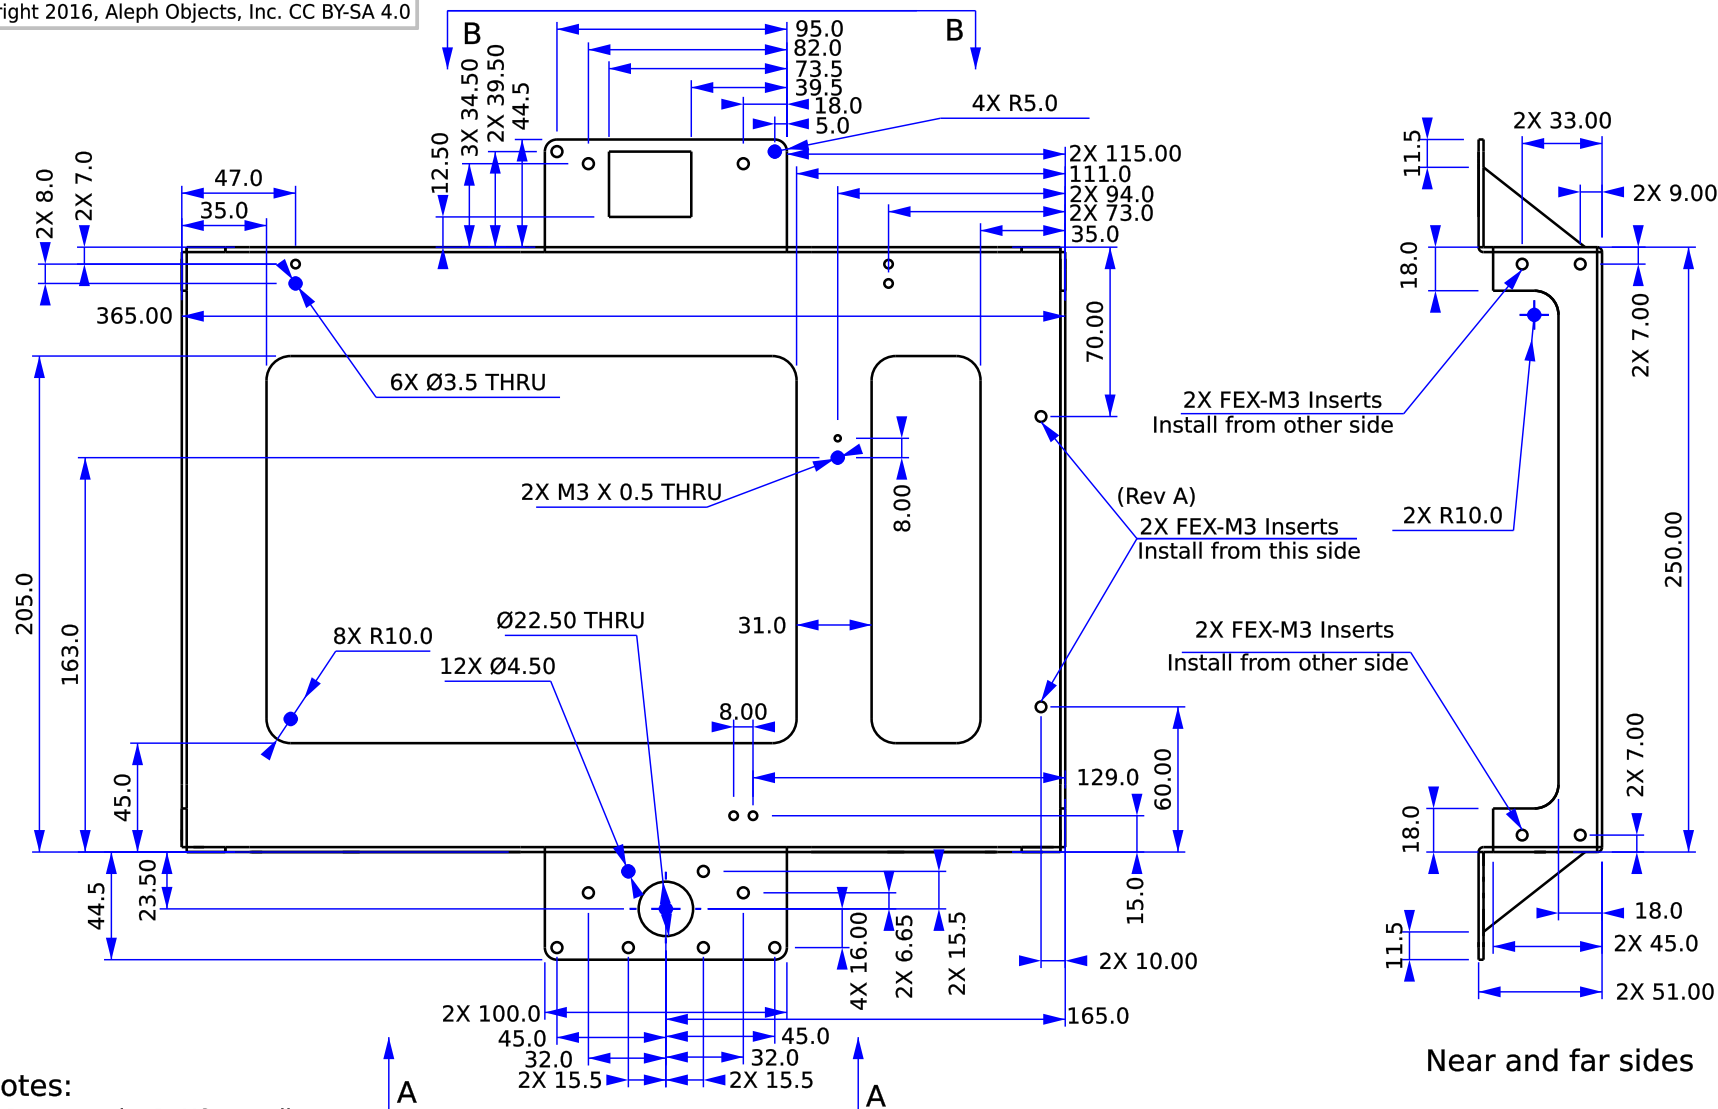 right 2016, Aleph Objects, Inc. CC BY-SA 4.0
B
B
95.0
82.0
73.5
39.5
18.0
5.0
3X 34.50
2X 39.50
44.5
12.50
4X R5.0
2X 115.00
111.0
2X 94.0
2X 73.0
35.0
2X 8.0
2X 7.0
47.0
35.0
365.00
6X Ø3.5 THRU
70.00
2X M3 X 0.5 THRU
8.00
(Rev A)
2X FEX-M3 Inserts
Install from this side
205.0
163.0
8X R10.0
Ø22.50 THRU
12X Ø4.50
31.0
8.00
129.0
60.00
45.0
44.5
23.50
15.0
4X 16.00
2X 6.65
2X 15.5
2X 10.00
2X 100.0
165.0
45.0
45.0
32.0
32.0
2X 15.5
2X 15.5
A
A
otes:
11.5
2X 33.00
2X 9.00
18.0
2X 7.00
2X FEX-M3 Inserts
Install from other side
2X R10.0
250.00
2X FEX-M3 Inserts
Install from other side
2X 7.00
18.0
18.0
11.5
2X 45.0
2X 51.00
Near and far sides